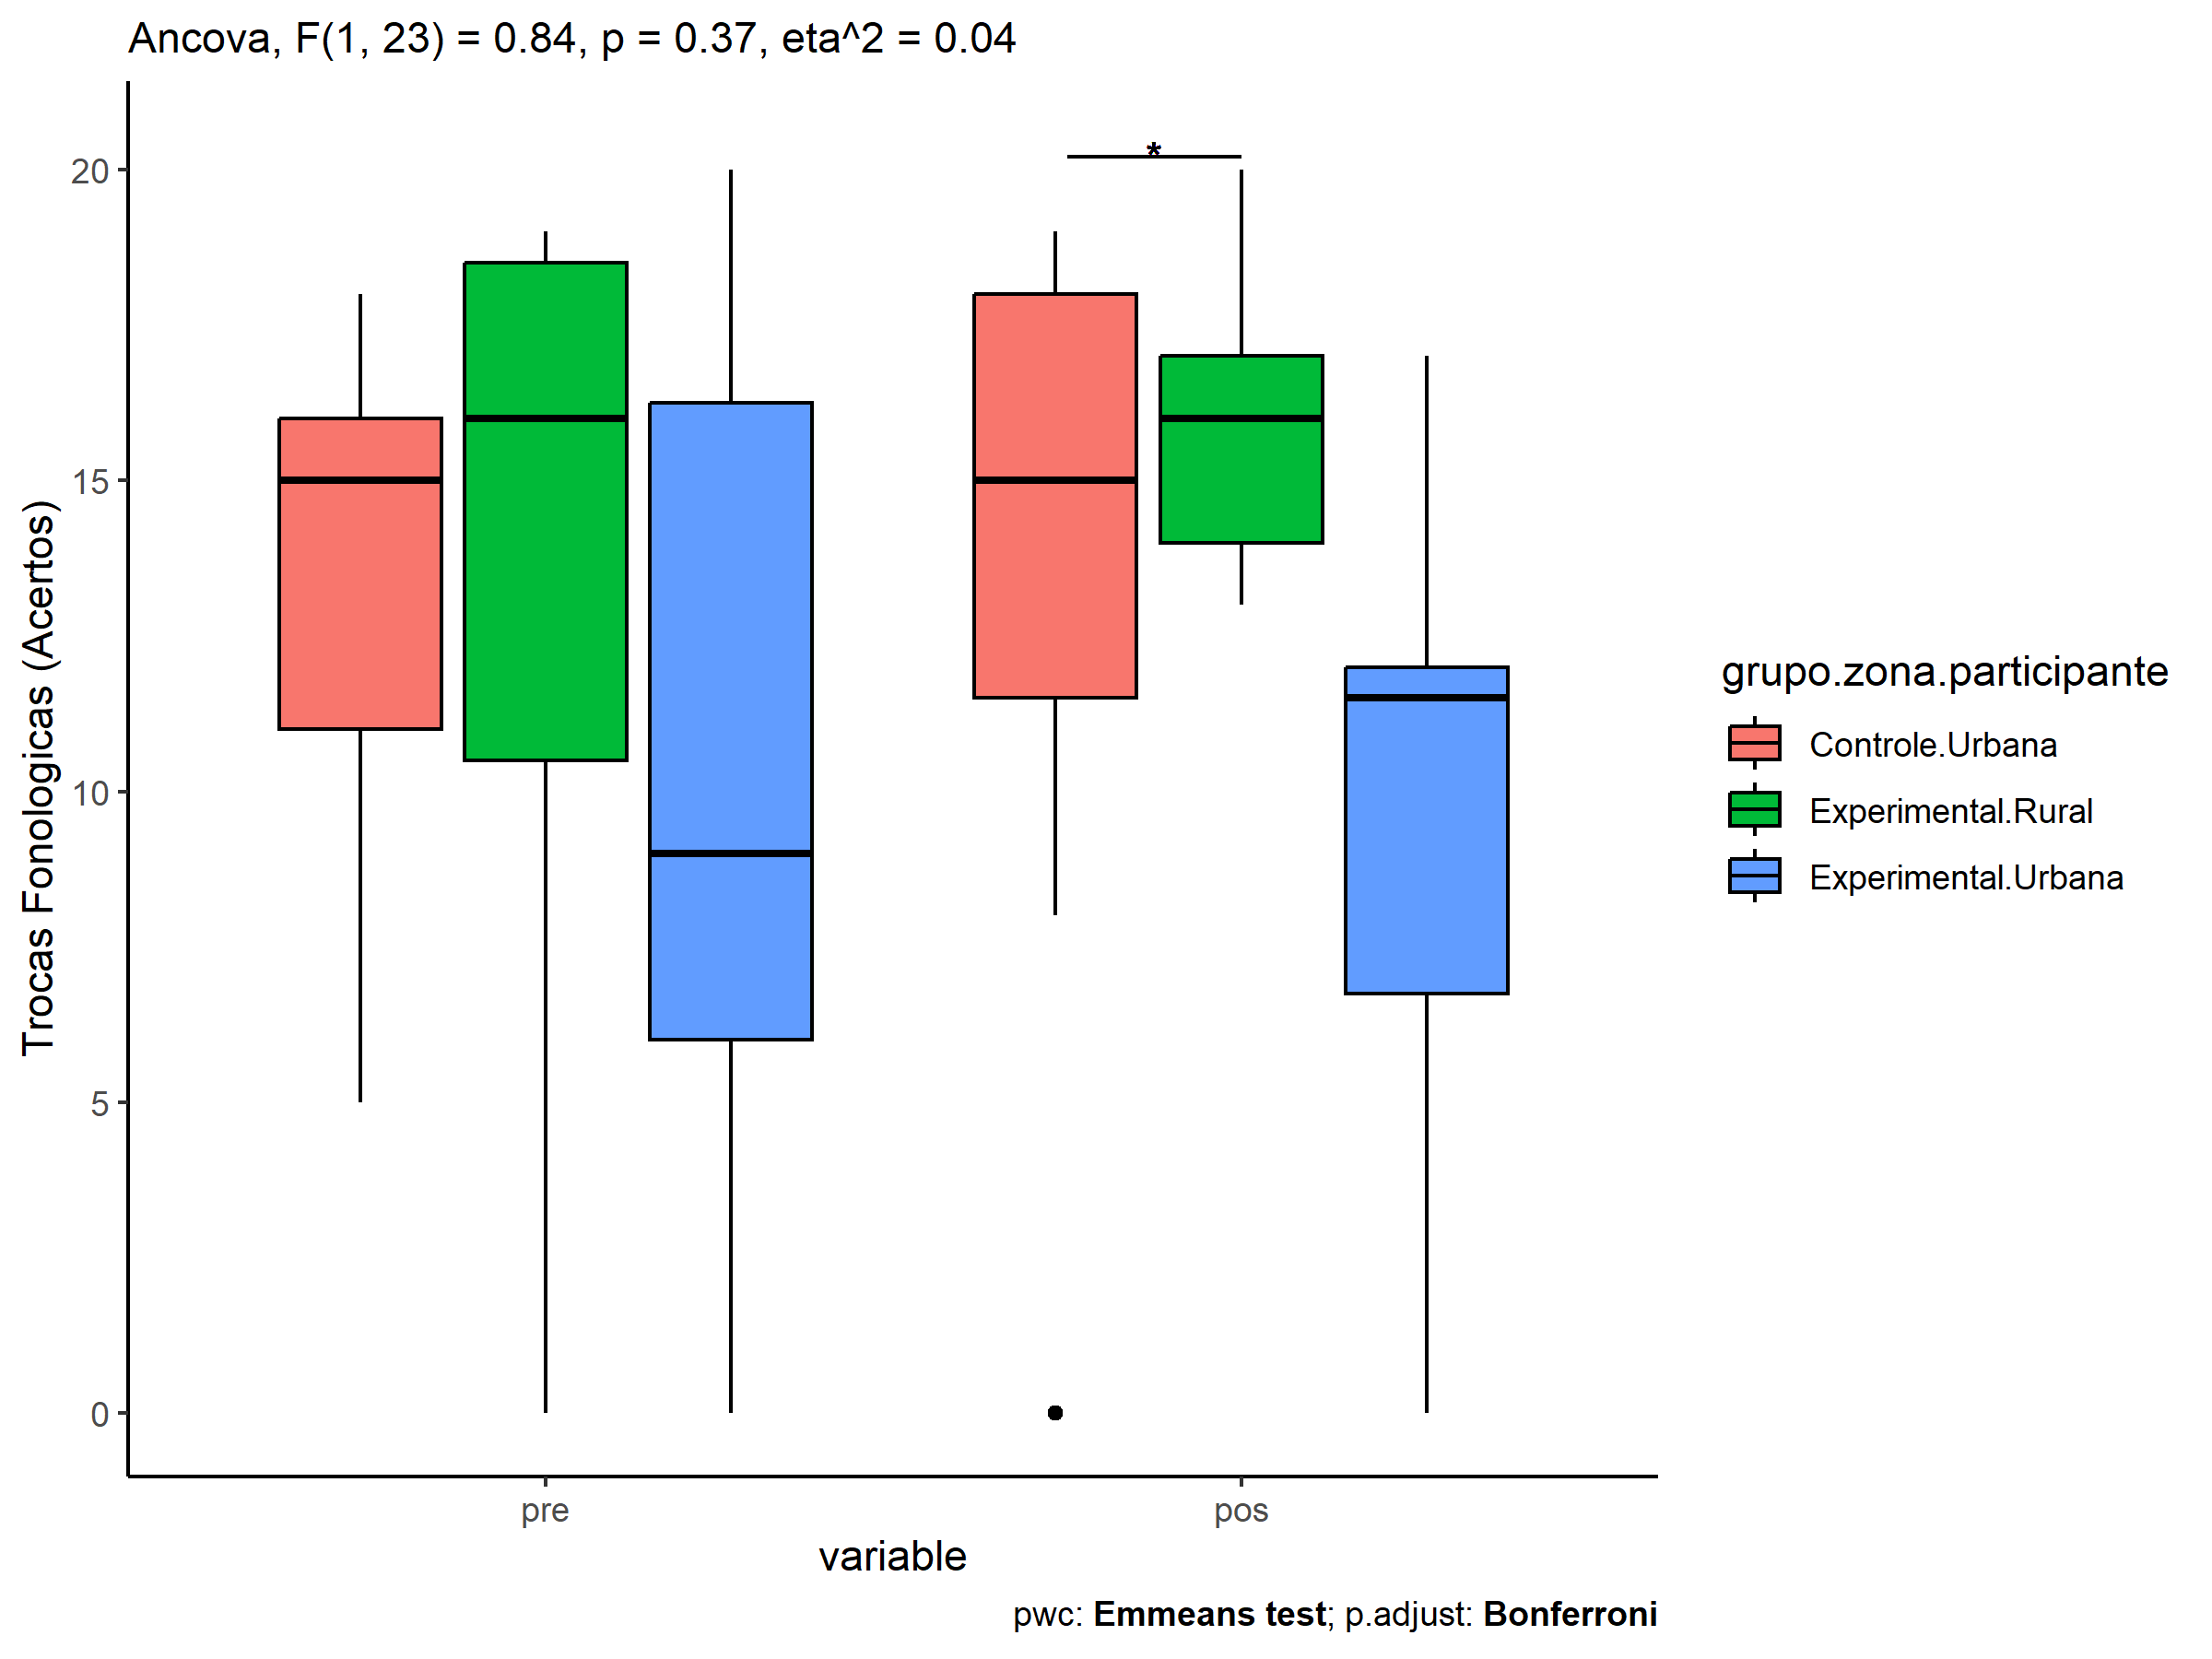 Ancova, F(1, 23) = 0.84, p = 0.37, eta^2 = 0.04
Trocas Fonologicas (Acertos)
20
15
10
5
0
*
pre
pos
variable
grupo.zona.participante
Controle.Urbana
Experimental.Rural
Experimental.Urbana
pwc: Emmeans test; p.adjust: Bonferroni